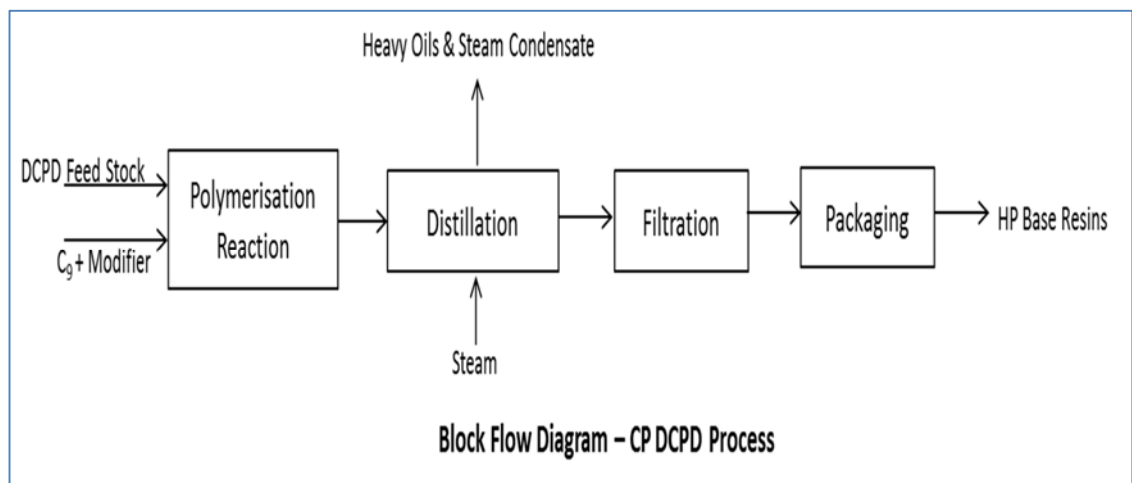 Heavy Oils & Steam Condensate
DCPD Feed Stock
Polymerisation
Reaction
C₉ + Modifier
Distillation
Filtration
Packaging
HP Base Resins
Steam
Block Flow Diagram – CP DCPD Process